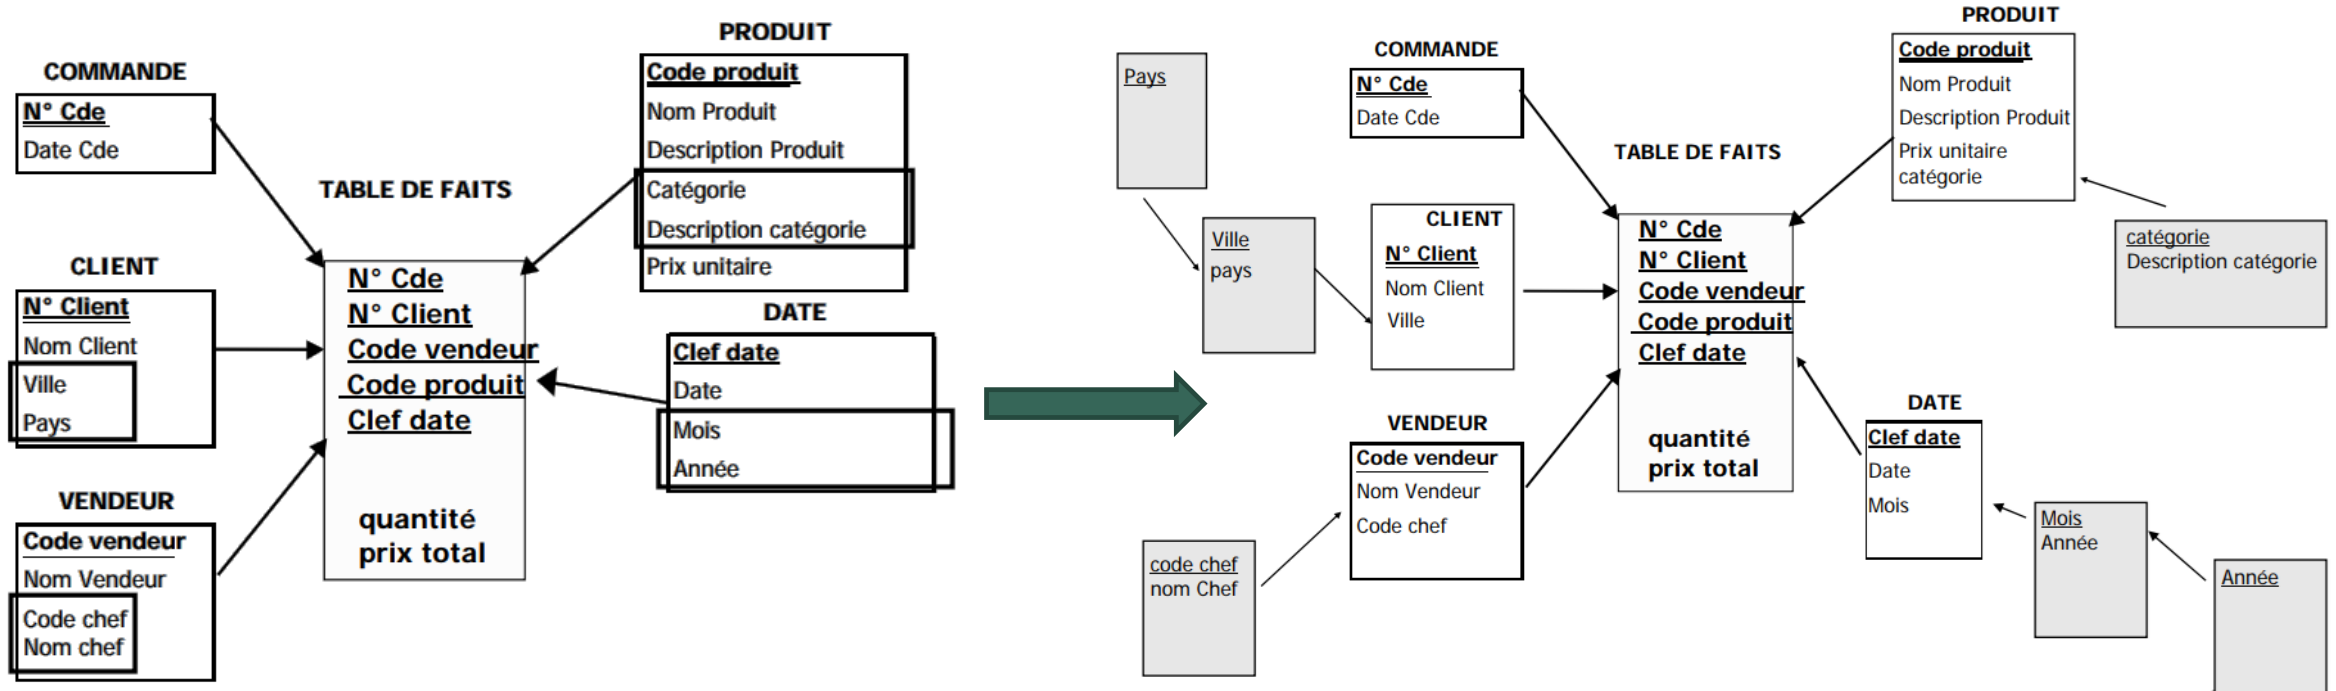 COMMANDE
N° Cde
Date Cde
CLIENT
N° Client
Nom Client
Ville
Pays
VENDEUR
Code vendeur
Nom Vendeur
Code chef
Nom chef
TABLE DE FAITS
N° Cde
N° Client
Code vendeur
Code produit
Clef date
quantité
prix total
PRODUIT
Code produit
Nom Produit
Description Produit
Catégorie
Description catégorie
Prix unitaire
DATE
Clef date
Date
Mois
Année
Pays
Ville
pays
COMMANDE
N° Cde
Date Cde
CLIENT
N° Client
Nom Client
Ville
VENDEUR
Code vendeur
Nom Vendeur
Code chef
code chef
nom Chef
TABLE DE FAITS
N° Cde
N° Client
Code vendeur
Code produit
Clef date
quantité
prix total
PRODUIT
Code produit
Nom Produit
Description Produit
Prix unitaire
catégorie
catégorie
Description catégorie
DATE
Clef date
Date
Mois
Mois
Année
Année